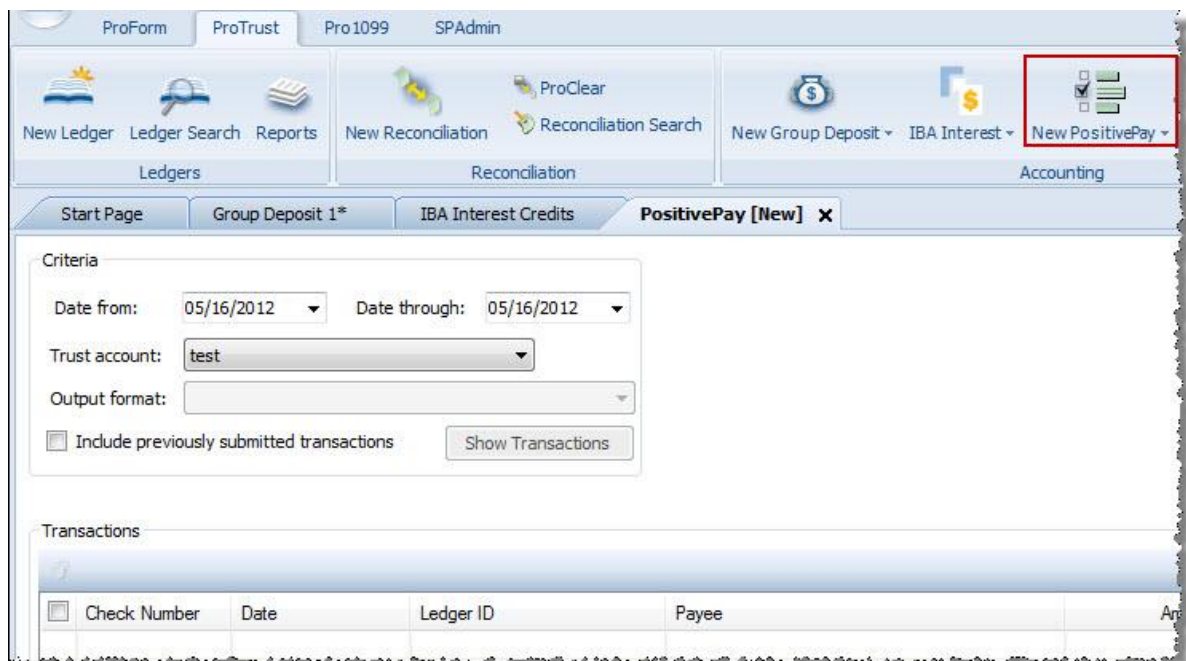 ProForm ProTrust Pro1099 SPAdmin
ProClear
Reconciliation Search
New Ledger Ledger Search Reports New Reconciliation New Group Deposit IBA Interest New PositivePay
Ledgers Reconciliation Accounting
Start Page Group Deposit 1* IBA Interest Credits PositivePay [New] X
Criteria
Date from: 05/16/2012 Date through: 05/16/2012
Trust account: test
Output format:
Include previously submitted transactions Show Transactions
Transactions
Check Number Date Ledger ID Payee